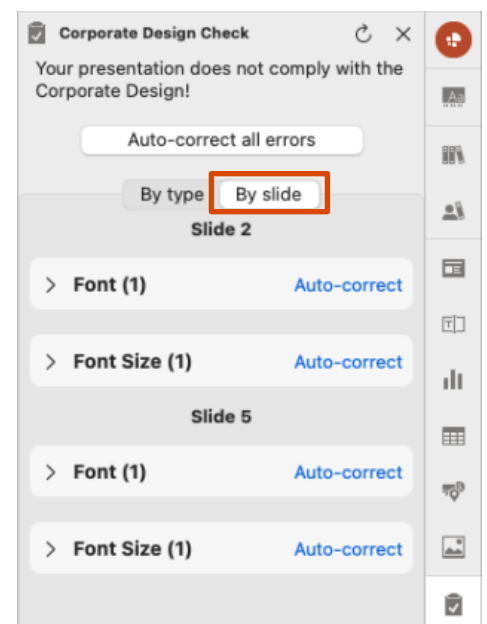 Corporate Design Check
Your presentation does not comply with the
Corporate Design!
Auto-correct all errors
By type By slide
Slide 2
Font (1) Auto-correct
Font Size (1) Auto-correct
Slide 5
Font (1) Auto-correct
Font Size (1) Auto-correct
Aa
T